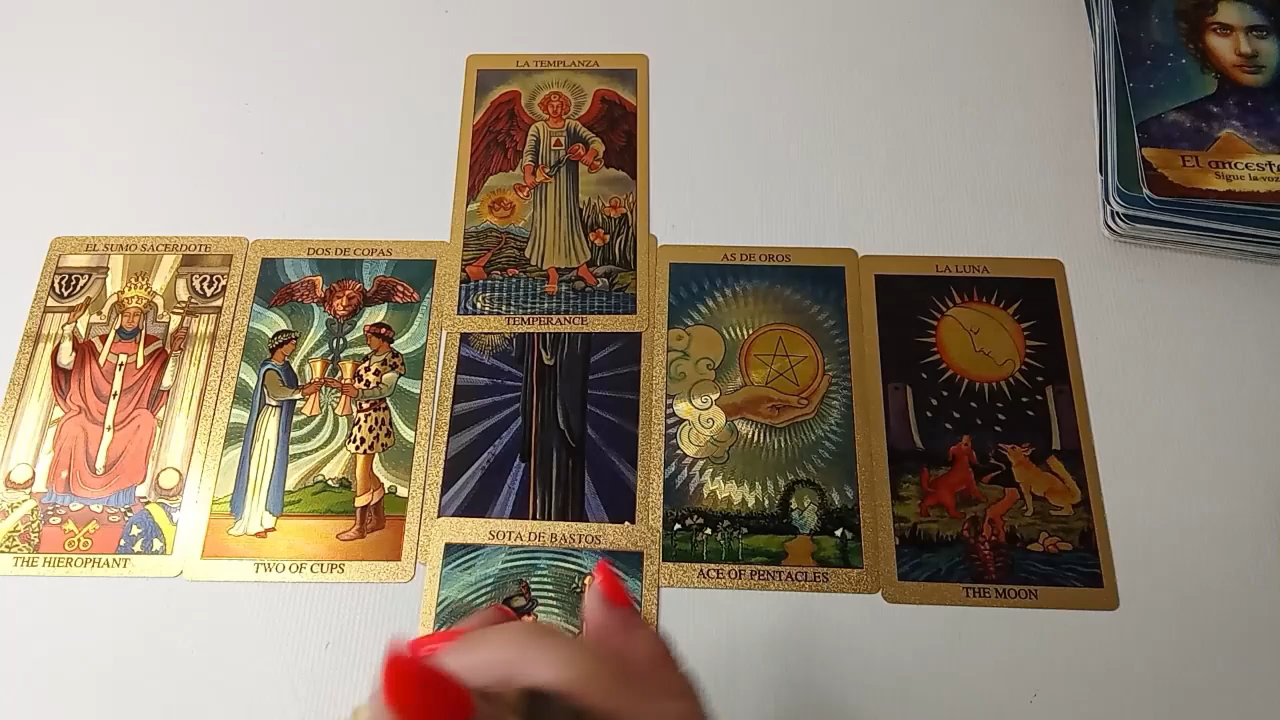 LA TEMPLANZA
TEMPERANCE
EL SUMO SACERDOTE
THE HIEROPHANT
DOS DE COPAS
TWO OF CUPS
AS DE OROS
ACE OF PENTACLES
LA LUNA
THE MOON
SOTA DE BASTOS
El
Sigue la voz